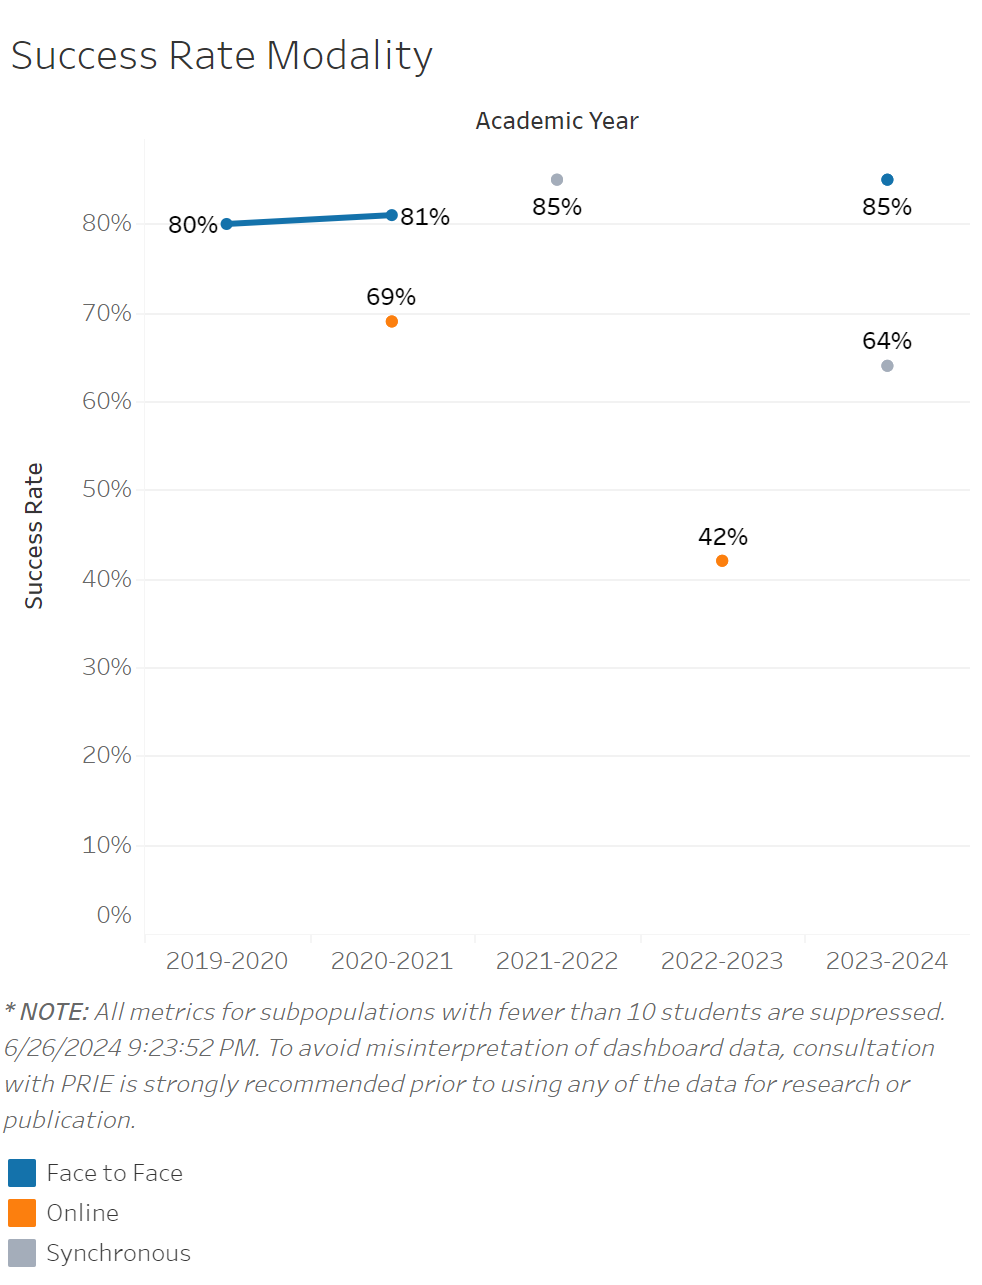 Success Rate Modality
Academic Year
85%
85%
80%
80%
81%
69%
70%
64%
60%
50%
Success Rate
42%
40%
30%
20%
10%
0%
2019-2020 2020-2021 2021-2022 2022-2023 2023-2024
* NOTE: All metrics for subpopulations with fewer than 10 students are suppressed.
6/26/2024 9:23:52 PM. To avoid misinterpretation of dashboard data, consultation
with PRIE is strongly recommended prior to using any of the data for research or
publication.
Face to Face
Online
Synchronous